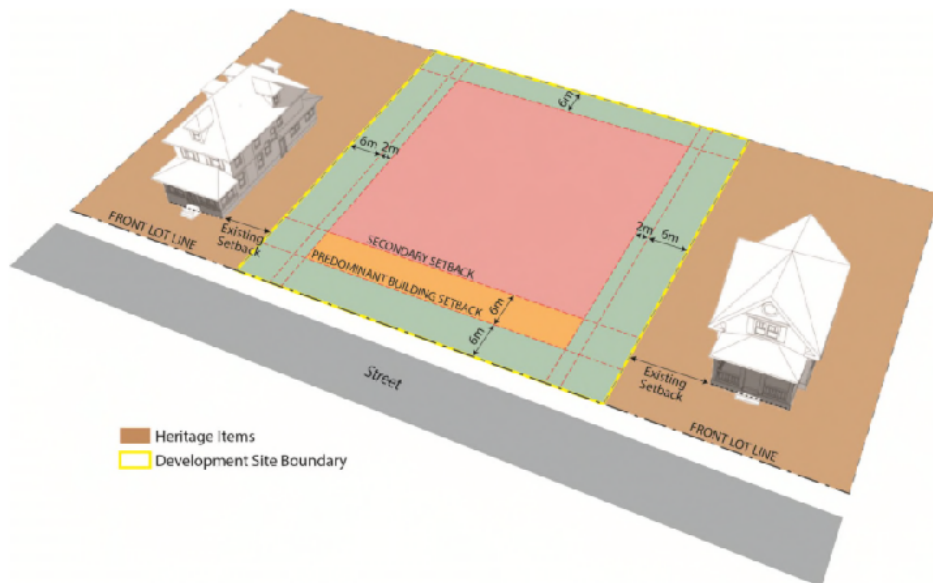 6m
6m 2m
2m 6m
FRONT LOT LINE
Existing
Setback
SECONDARY SETBACK
PREDOMINANT BUILDING SETBACK
6m
6m
Street
Existing
Setback
FRONT LOT LINE
Heritage Items
Development Site Boundary